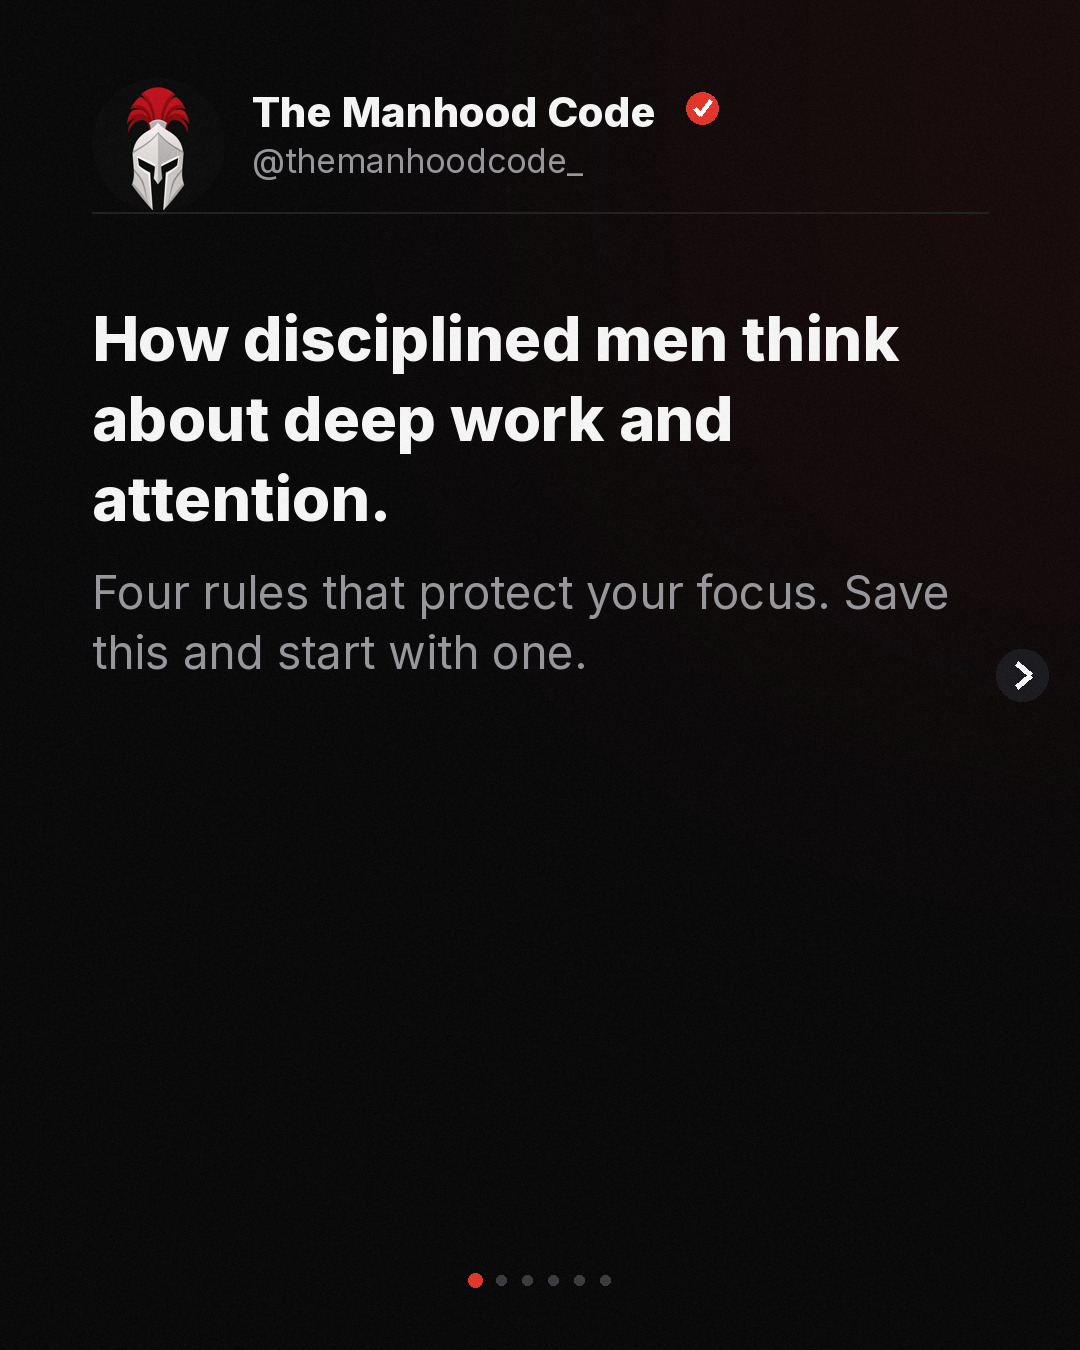 The Manhood Code
@themanhoodcode_
How disciplined men think
about deep work and
attention.
Four rules that protect your focus. Save
this and start with one.